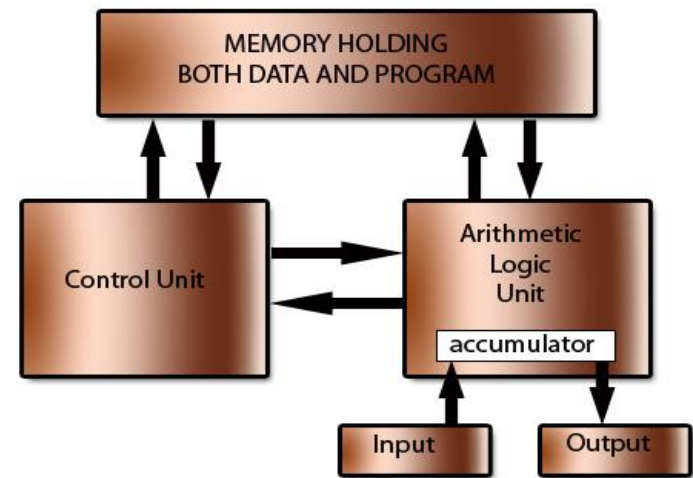 MEMORY HOLDING
BOTH DATA AND PROGRAM
Control Unit
Arithmetic
Logic
Unit
accumulator
Input
Output